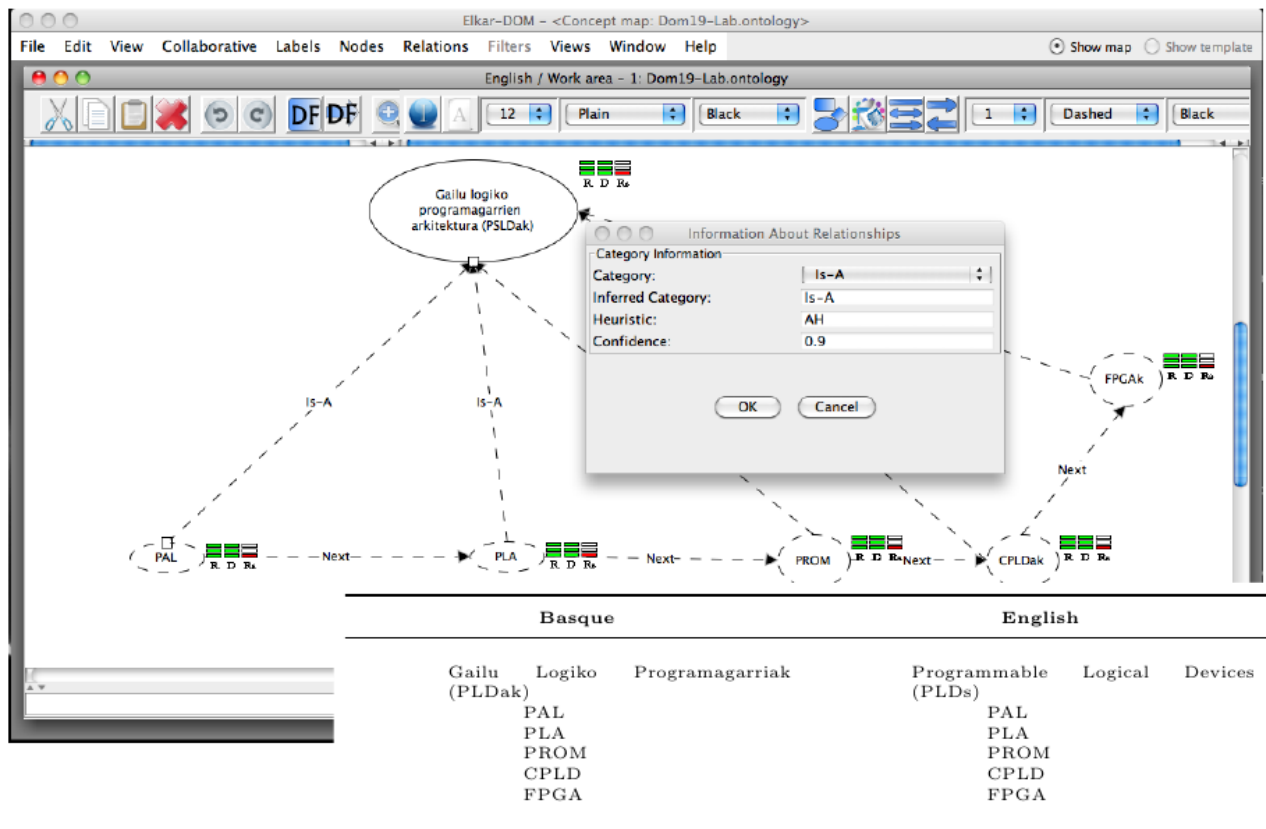 Elkar-DOM – <Concept map: Dom19-Lab.ontology>
File Edit View Collaborative Labels Nodes Relations Filters Views Window Help Show map Show template
English / Work area – 1: Dom19-Lab.ontology
DF DF A 12 Plain Black 1 Dashed Black
Gailu logiko
programagarrien
arkitektura (PSLDak)
R D Rs
Information About Relationships
Category Information
Category: Is-A
Inferred Category: Is-A
Heuristic: AH
Confidence: 0.9
OK Cancel
FPGAk
R D Rs
Is-A
Is-A
Next
PAL
R D Rs
Next
PLA
R D Rs
Next
PROM
R D Rs
Next
CPLDak
R D Rs
Basque English
Gailu Logiko Programagarriak Programmable Logical Devices
(PLDak) (PLDs)
PAL PAL
PLA PLA
PROM PROM
CPLD CPLD
FPGA FPGA